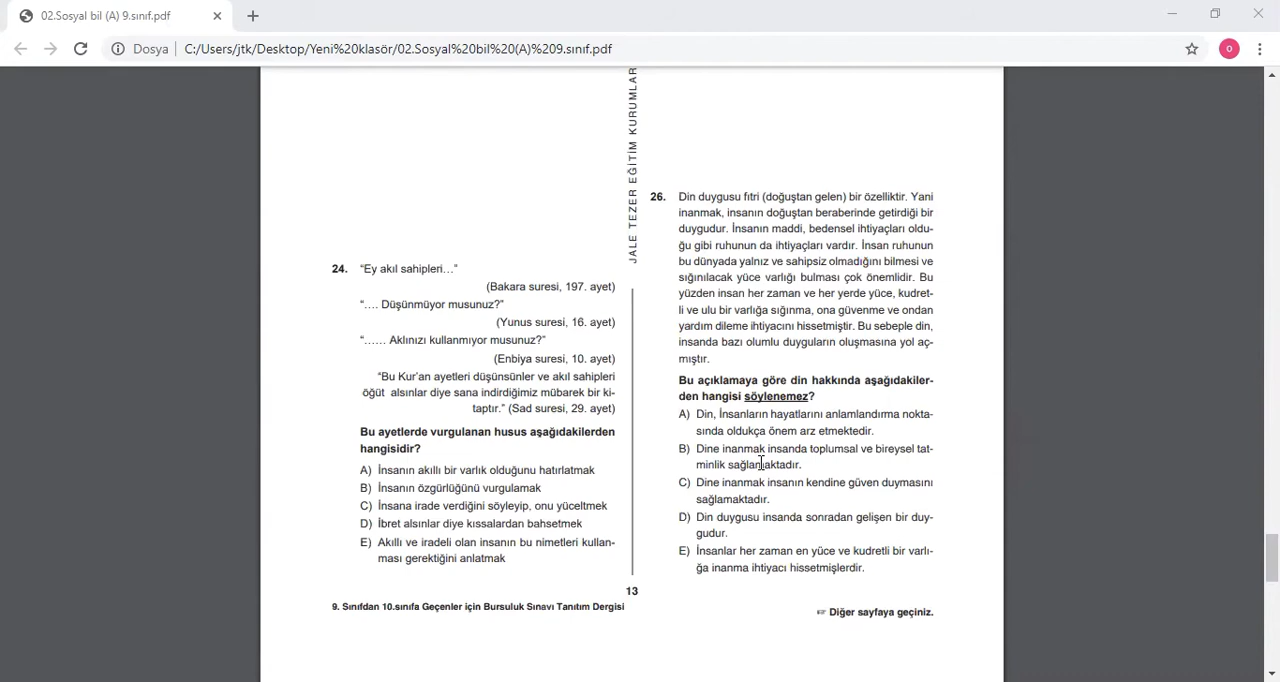 02.Sosyal bil (A) 9.sınıf.pdf
Dosya
C:/Users/jtk/Desktop/Yeni%20klasör/02.Sosyal%20bil%20(A)%209.sınıf.pdf
0
JALE TEZER EĞİTİM KURUMLAR
24. “Ey akıl sahipleri…”
(Bakara suresi, 197. ayet)
“…. Düşünmüyor musunuz?”
(Yunus suresi, 16. ayet)
“…… Aklınızı kullanmıyor musunuz?”
(Enbiya suresi, 10. ayet)
“Bu Kur’an ayetleri düşünsünler ve akıl sahipleri
öğüt alsınlar diye sana indirdiğimiz mübarek bir ki-
taptır.” (Sad suresi, 29. ayet)
Bu ayetlerde vurgulanan husus aşağıdakilerden
hangisidir?
A) İnsanın akıllı bir varlık olduğunu hatırlatmak
B) İnsanın özgürlüğünü vurgulamak
C) İnsana irade verdiğini söyleyip, onu yüceltmek
D) İbret alsınlar diye kıssalardan bahsetmek
E) Akıllı ve iradeli olan insanın bu nimetleri kullan-
ması gerektiğini anlatmak
26. Din duygusu fıtri (doğuştan gelen) bir özelliktir. Yani
inanmak, insanın doğuştan beraberinde getirdiği bir
duygudur. İnsanın maddi, bedensel ihtiyaçları oldu-
ğu gibi ruhunun da ihtiyaçları vardır. İnsan ruhunun
bu dünyada yalnız ve sahipsiz olmadığını bilmesi ve
sığınılacak yüce varlığı bulması çok önemlidir. Bu
yüzden insan her zaman ve her yerde yüce, kudret-
li ve ulu bir varlığa sığınma, ona güvenme ve ondan
yardım dileme ihtiyacını hissetmiştir. Bu sebeple din,
insanda bazı olumlu duyguların oluşmasına yol aç-
mıştır.
Bu açıklamaya göre din hakkında aşağıdakiler-
den hangisi söylenemez?
A) Din, İnsanların hayatlarını anlamlandırma nokta-
sında oldukça önem arz etmektedir.
B) Dine inanmak insanda toplumsal ve bireysel tat-
minlik sağlamaktadır.
C) Dine inanmak insanın kendine güven duymasını
sağlamaktadır.
D) Din duygusu insanda sonradan gelişen bir duy-
gudur.
E) İnsanlar her zaman en yüce ve kudretli bir varlı-
ğa inanma ihtiyacı hissetmişlerdir.
13
9. Sınıfdan 10.sınıfa Geçenler için Bursuluk Sınavı Tanıtım Dergisi
☞ Diğer sayfaya geçiniz.